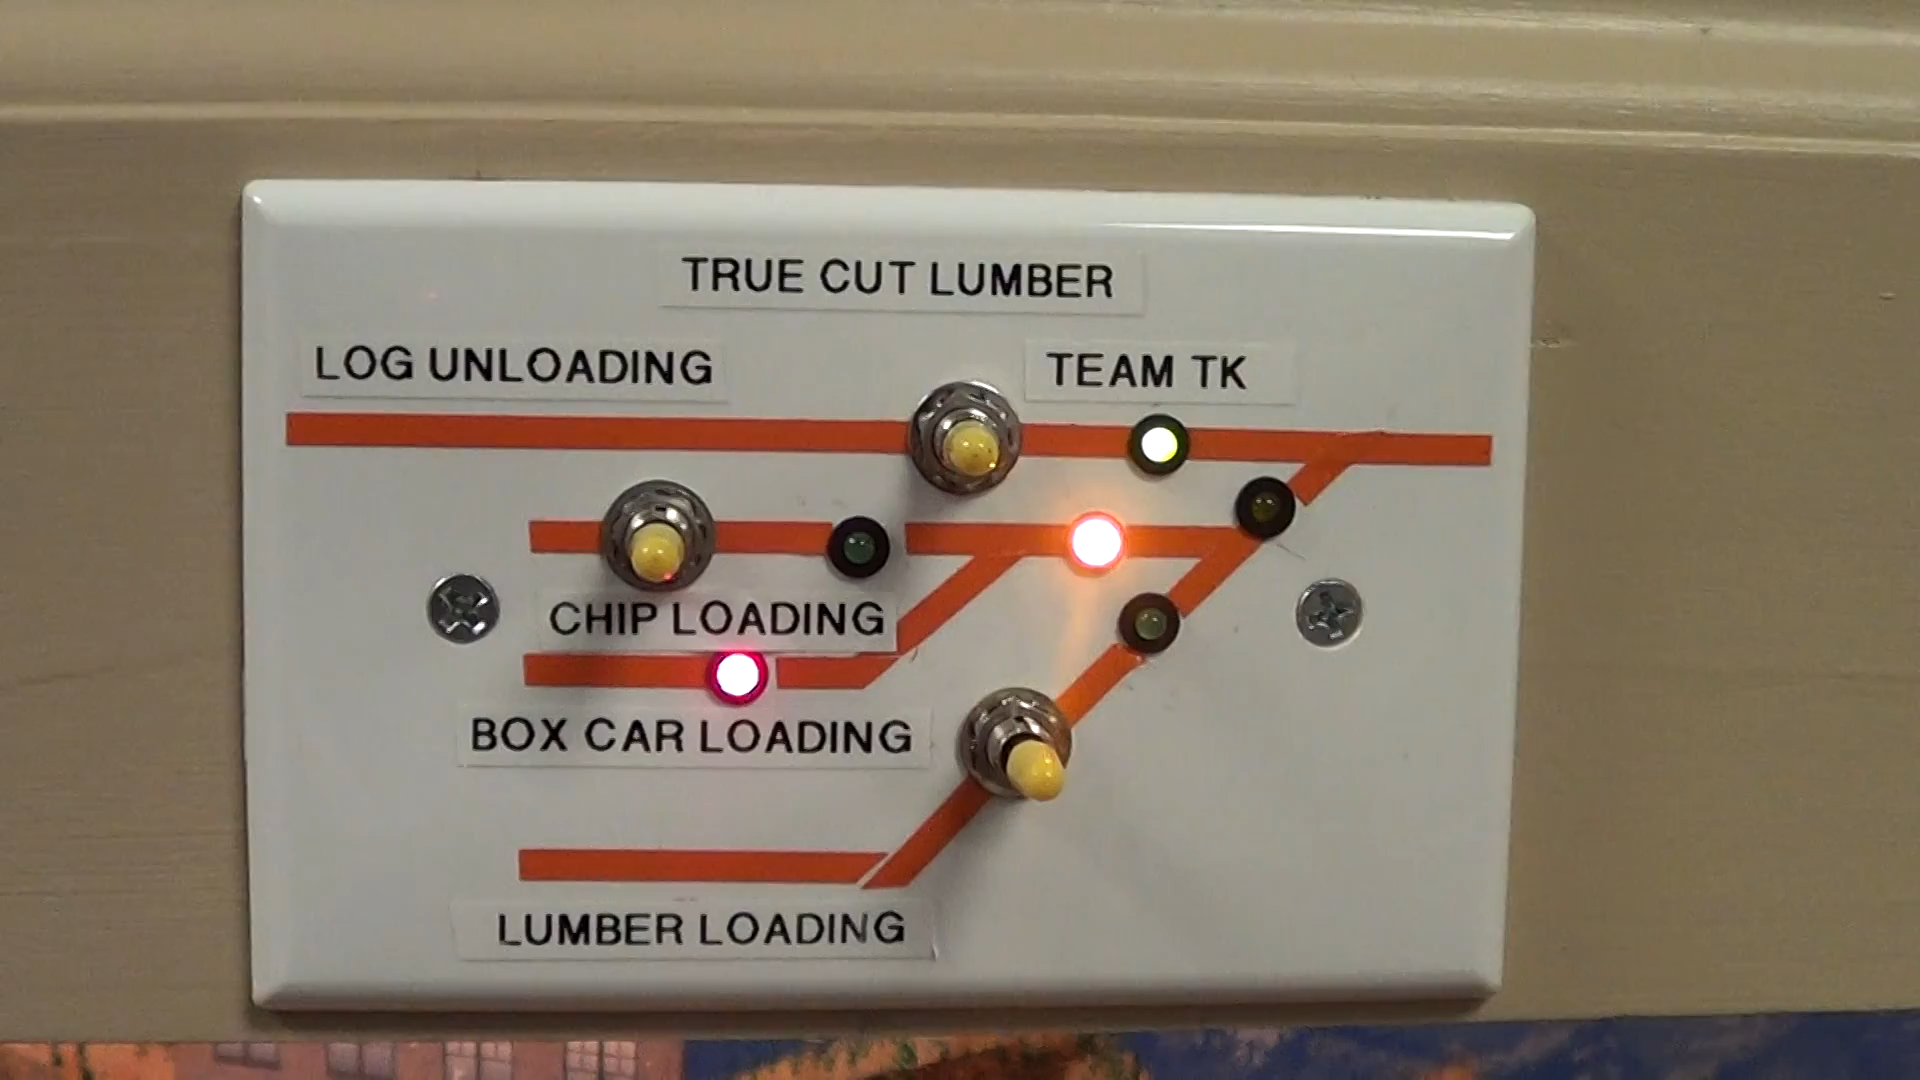 TRUE CUT LUMBER
LOG UNLOADING
TEAM TK
CHIP LOADING
BOX CAR LOADING
LUMBER LOADING